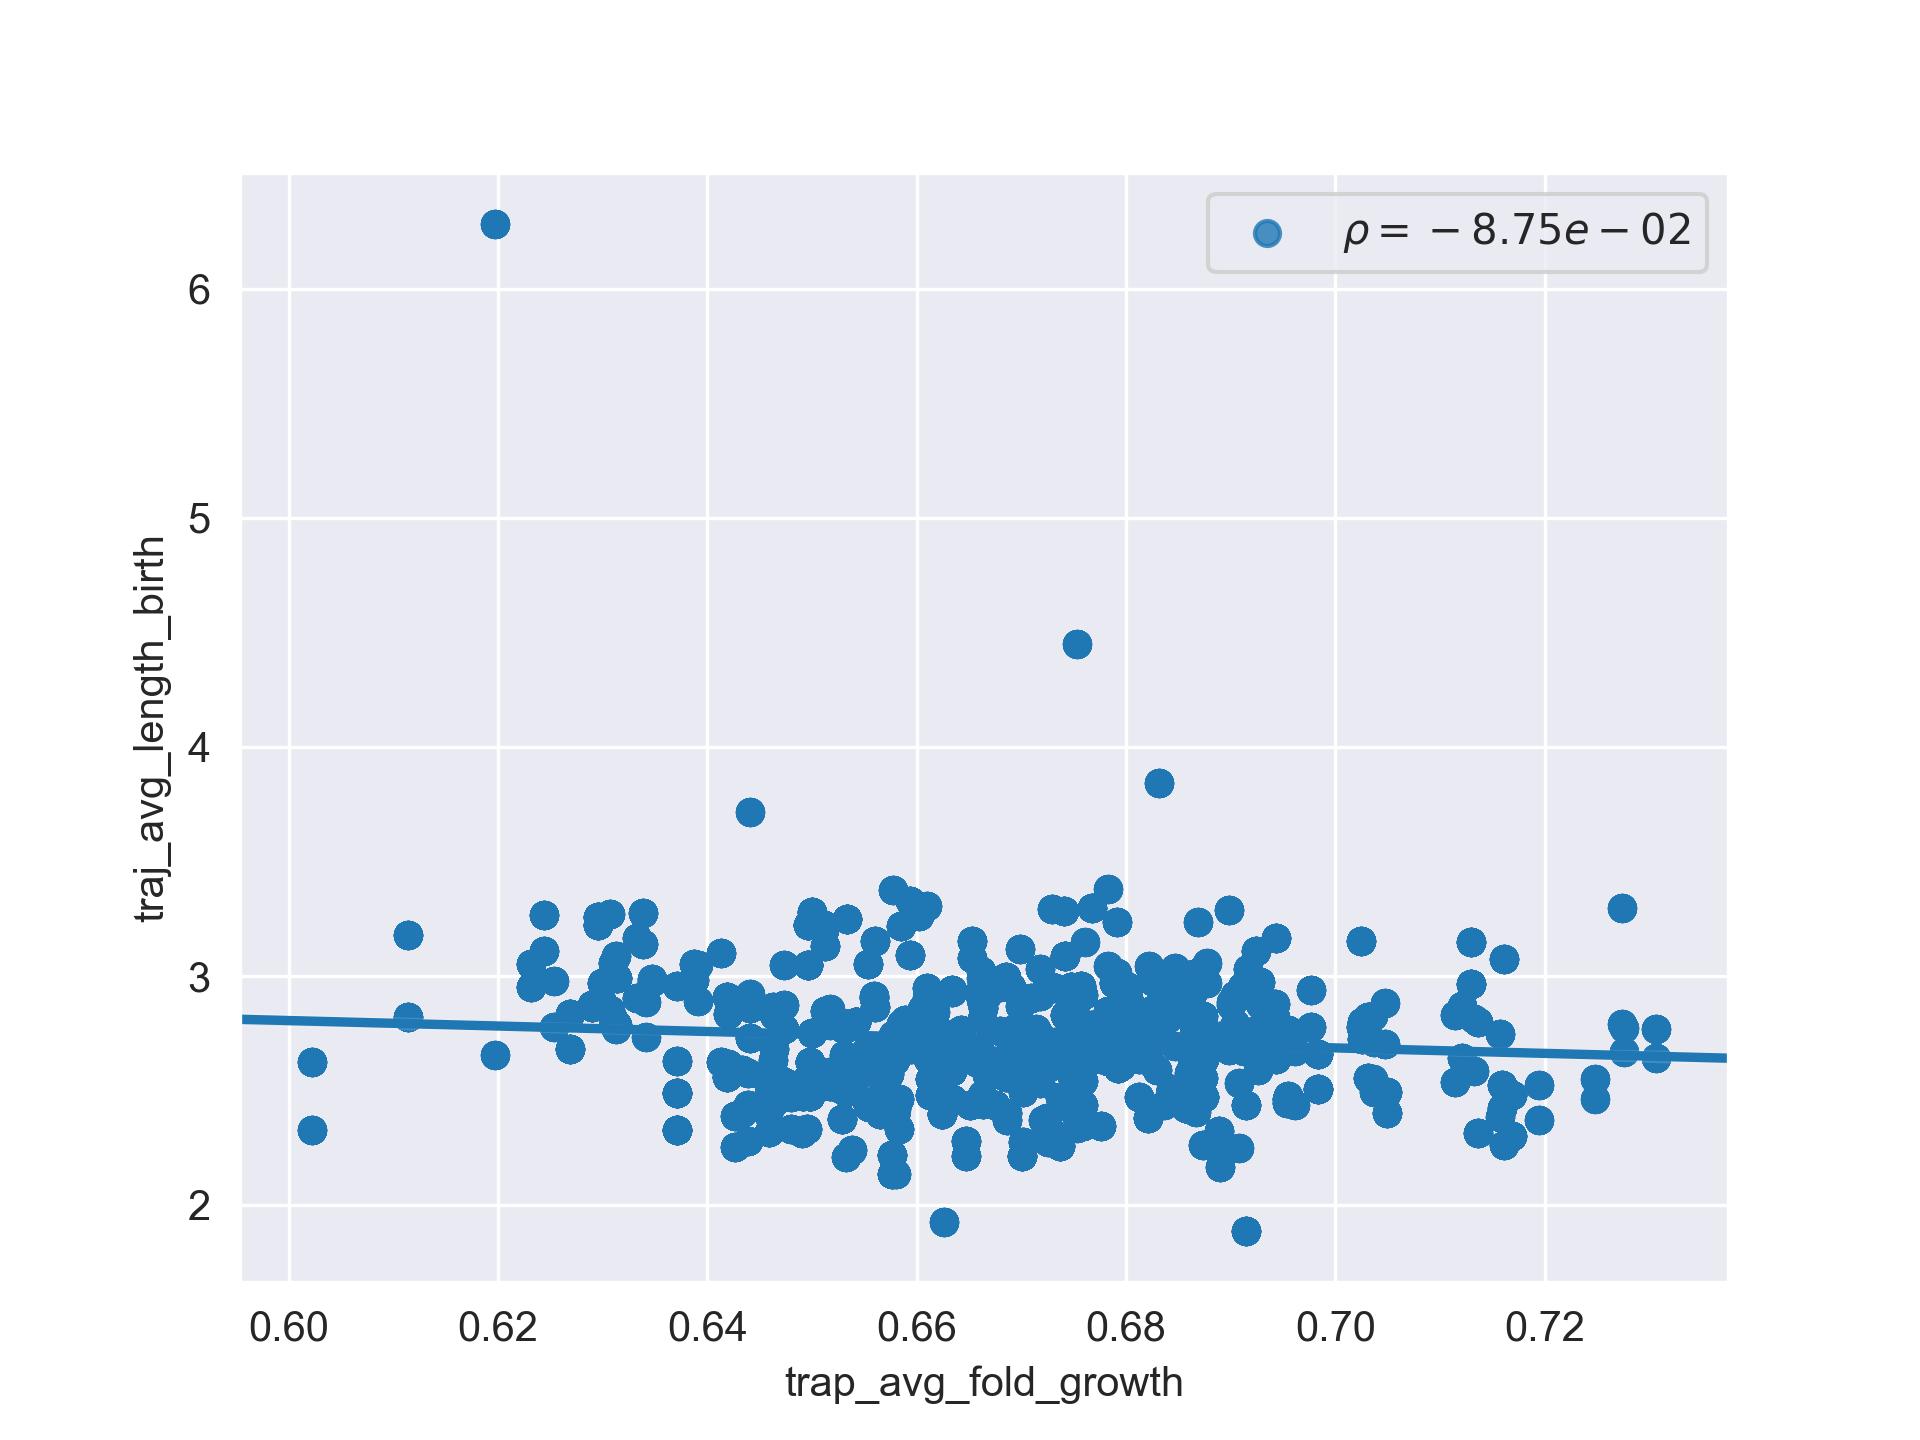 ρ = − 8.75e − 02
6
5
4
3
2
traj_avg_length_birth
0.60 0.62 0.64 0.66 0.68 0.70 0.72
trap_avg_fold_growth